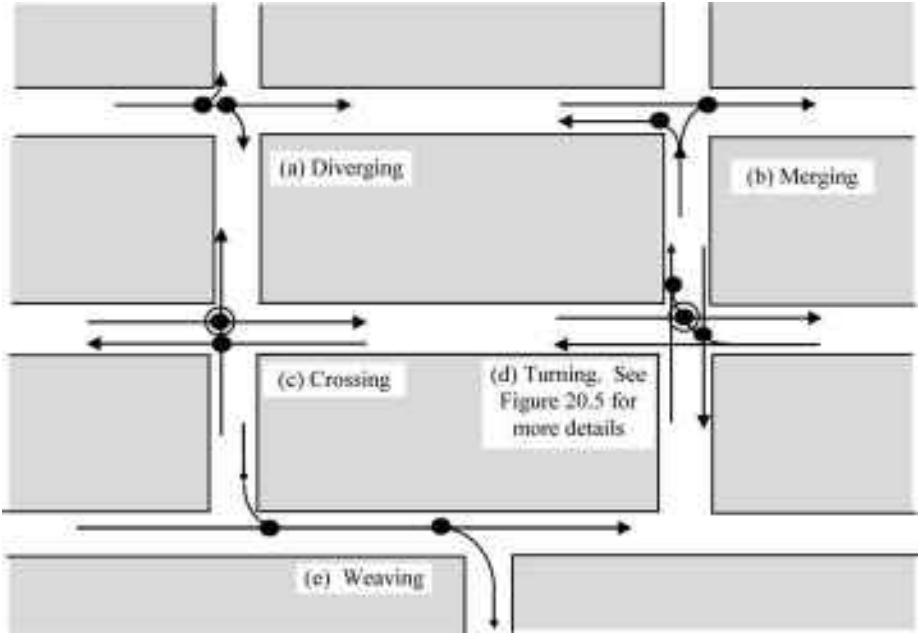 (a) Diverging
(b) Merging
(c) Crossing
(d) Turning. See
Figure 20.5 for
more details
(e) Weaving